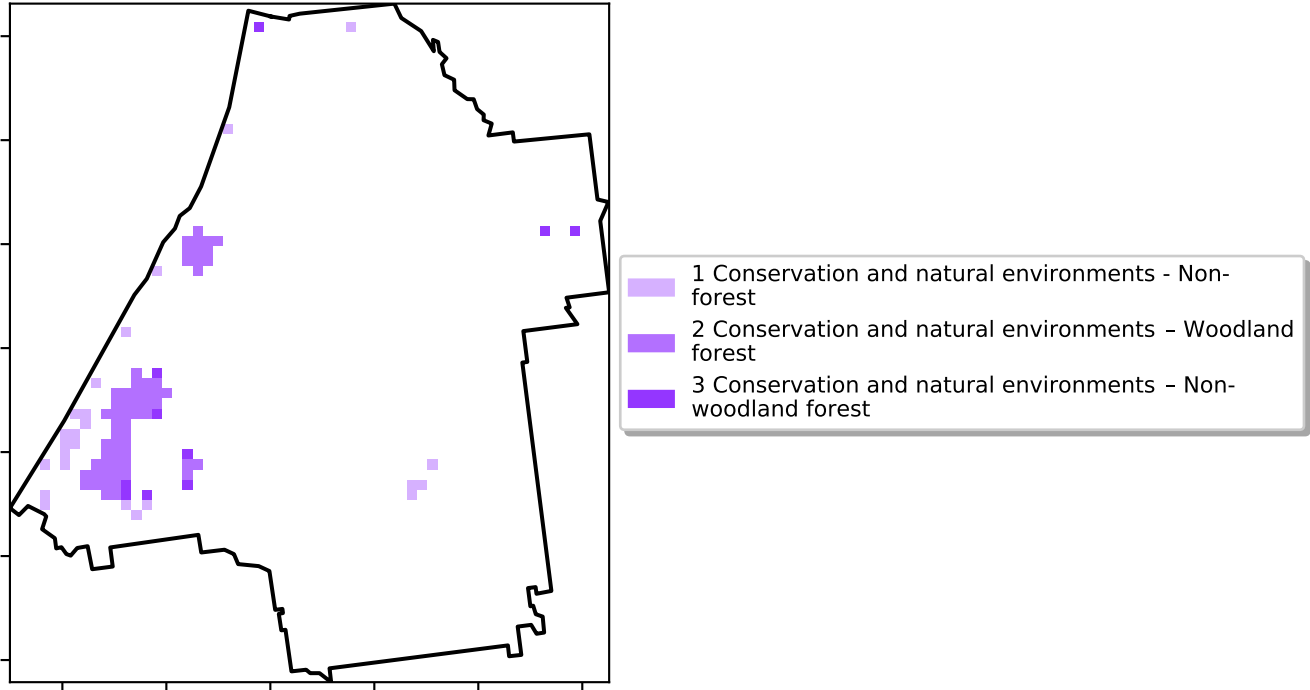 1 Conservation and natural environments - Non-
forest
2 Conservation and natural environments – Woodland
forest
3 Conservation and natural environments – Non-
woodland forest